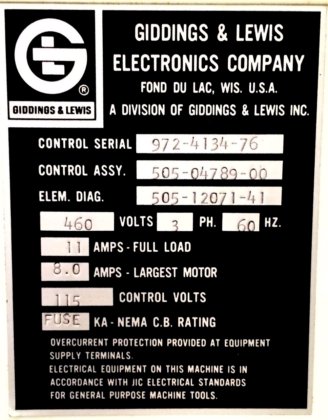 GIDDINGS & LEWIS
ELECTRONICS COMPANY
FOND DU LAC, WIS. U.S.A.
A DIVISION OF GIDDINGS & LEWIS INC.
G L ®
GIDDINGS & LEWIS
CONTROL SERIAL 972-4134-76
CONTROL ASSY. 505-04789-00
ELEM. DIAG. 505-12071-41
460 VOLTS 3 PH. 60 HZ.
11 AMPS - FULL LOAD
8.0 AMPS - LARGEST MOTOR
115 CONTROL VOLTS
FUSE KA - NEMA C.B. RATING
OVERCURRENT PROTECTION PROVIDED AT EQUIPMENT
SUPPLY TERMINALS.
ELECTRICAL EQUIPMENT ON THIS MACHINE IS IN
ACCORDANCE WITH JIC ELECTRICAL STANDARDS
FOR GENERAL PURPOSE MACHINE TOOLS.